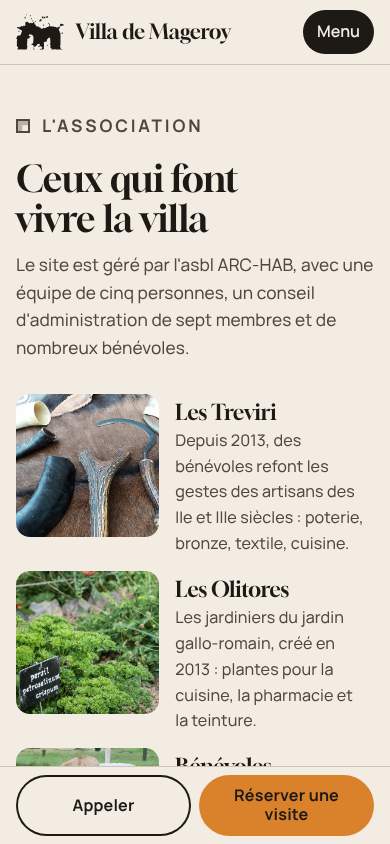 Villa de Mageroy
Menu
L'ASSOCIATION
Ceux qui font
vivre la villa
Le site est géré par l'asbl ARC-HAB, avec une
équipe de cinq personnes, un conseil
d'administration de sept membres et de
nombreux bénévoles.
Les Treviri
Depuis 2013, des
bénévoles refont les
gestes des artisans des
IIe et IIIe siècles : poterie,
bronze, textile, cuisine.
Les Olitores
Les jardiniers du jardin
gallo-romain, créé en
2013 : plantes pour la
cuisine, la pharmacie et
la teinture.
persil
petroselinum
crispum
Bénévoles
Appeler
Réserver une
visite